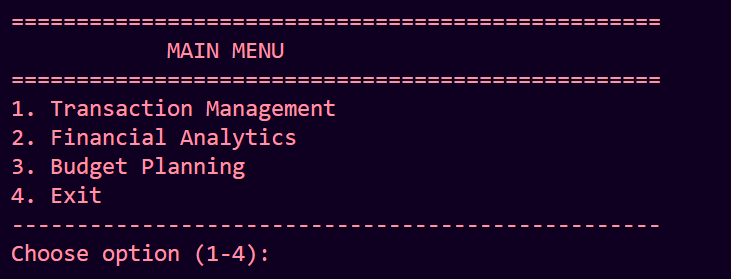 ==================================================
            MAIN MENU
==================================================
1. Transaction Management
2. Financial Analytics
3. Budget Planning
4. Exit
--------------------------------------------------
Choose option (1-4):